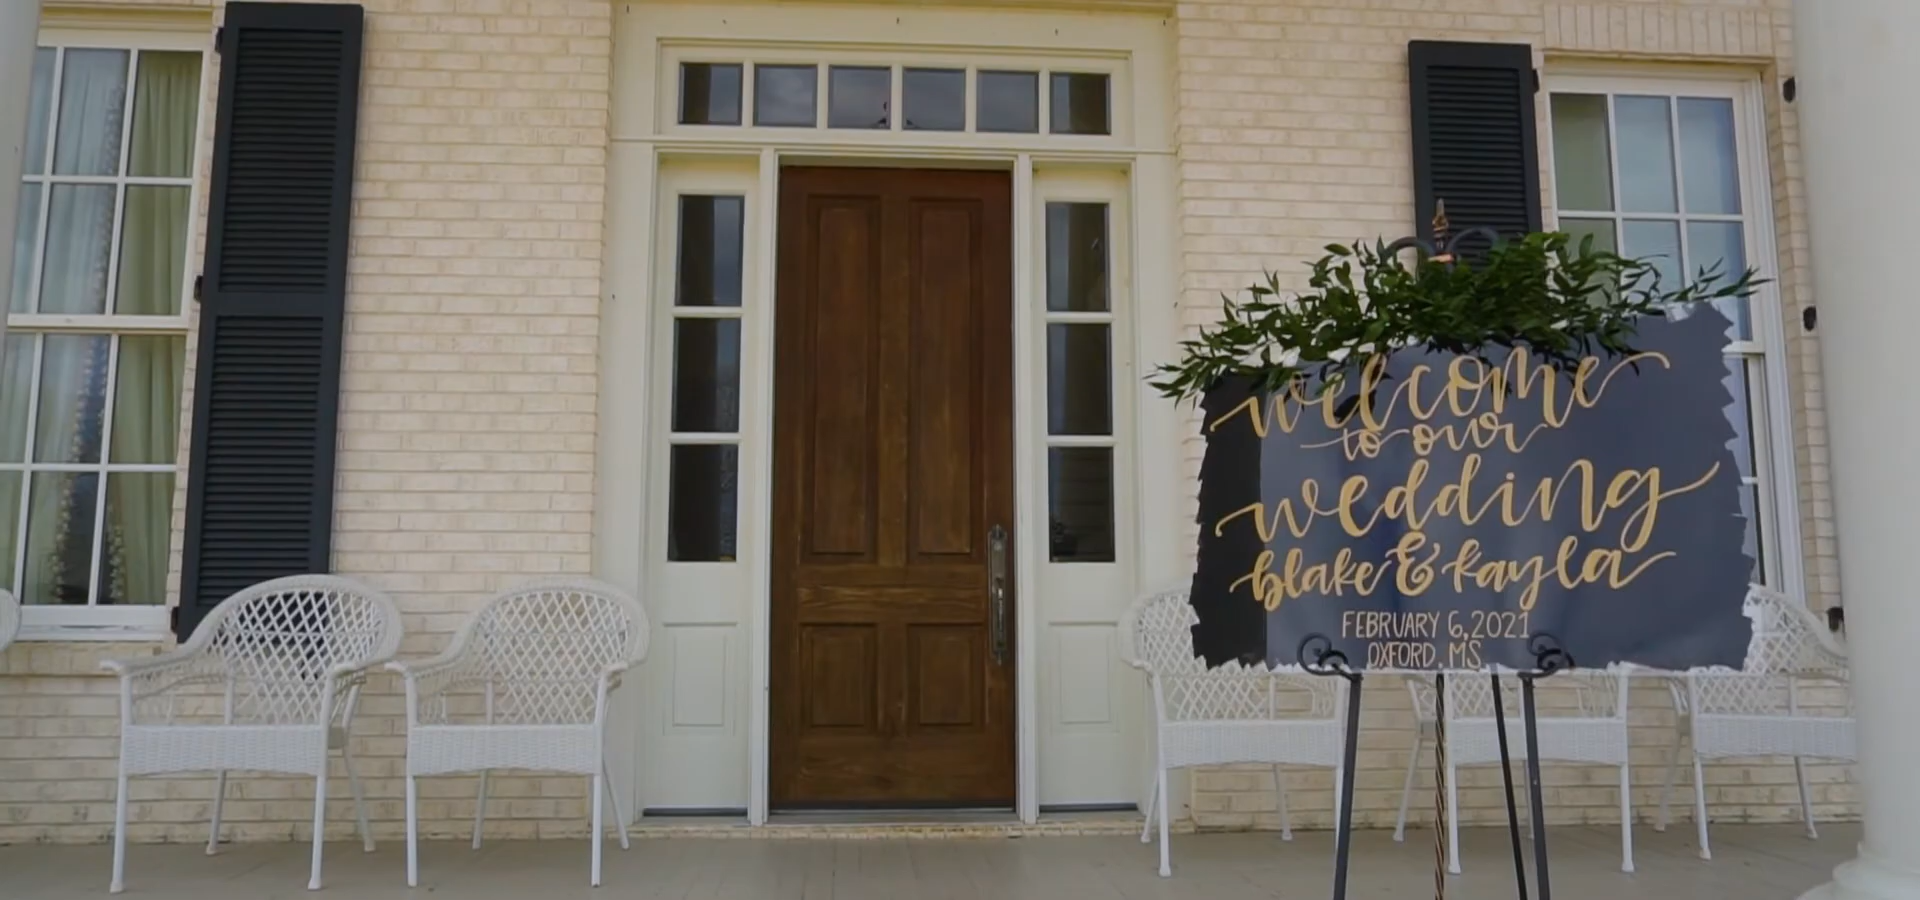 welcome
to our
wedding
blake & kayla
FEBRUARY 6, 2021
OXFORD, MS